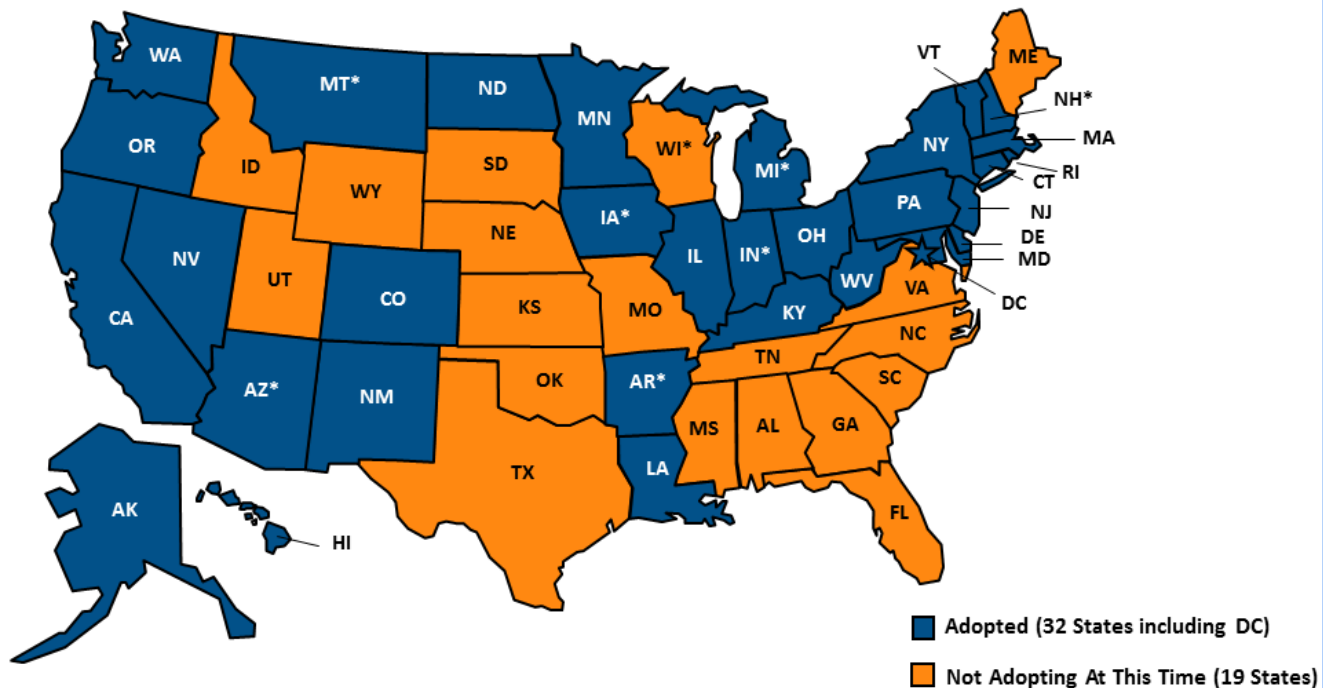 WA
MT*
ND
MN
OR
ID
WY
SD
WI*
MI*
NY
VT
ME
NH*
MA
RI
CT
NJ
DE
MD
DC
PA
NV
UT
CO
NE
IA*
IL
IN*
OH
WV
VA
CA
KS
MO
KY
AZ*
NM
OK
AR*
TN
NC
SC
TX
LA
MS
AL
GA
FL
AK
HI
Adopted (32 States including DC)
Not Adopting At This Time (19 States)